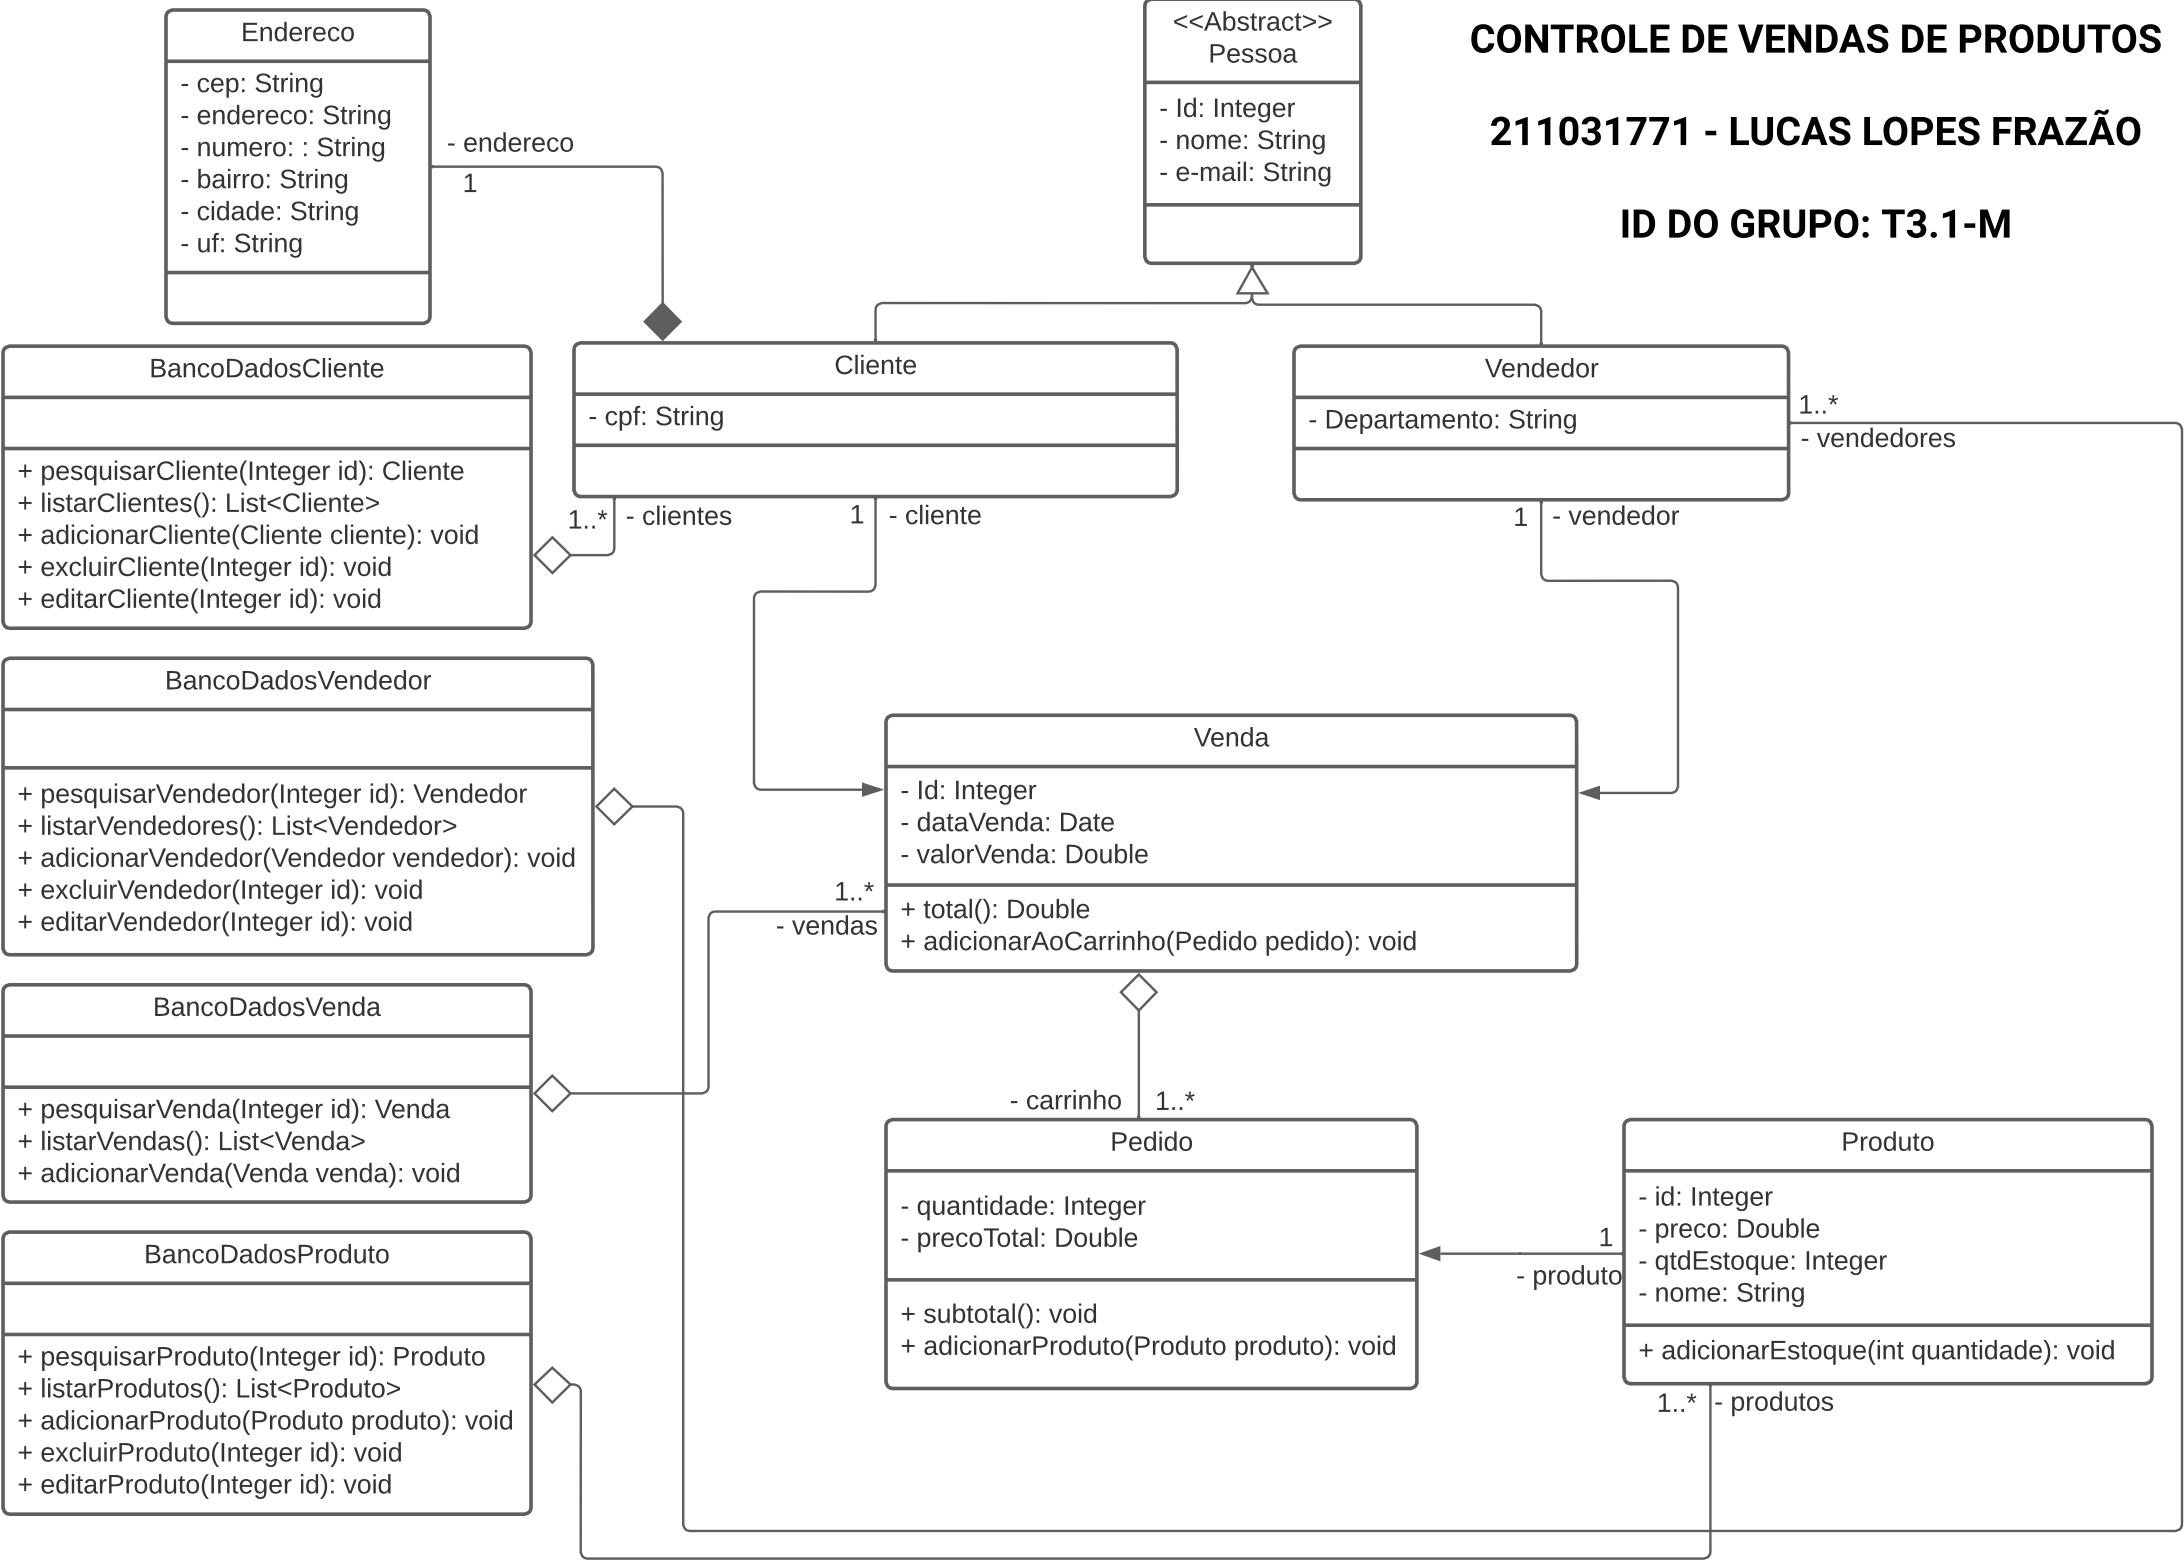 CONTROLE DE VENDAS DE PRODUTOS
211031771 - LUCAS LOPES FRAZÃO
ID DO GRUPO: T3.1-M
Endereco
- cep: String
- endereco: String
- numero: : String
- bairro: String
- cidade: String
- uf: String
- endereco
1
<<Abstract>>
Pessoa
- Id: Integer
- nome: String
- e-mail: String
BancoDadosCliente
+ pesquisarCliente(Integer id): Cliente
+ listarClientes(): List<Cliente>
+ adicionarCliente(Cliente cliente): void
+ excluirCliente(Integer id): void
+ editarCliente(Integer id): void
Cliente
- cpf: String
1..*
- clientes
1
- cliente
Vendedor
- Departamento: String
1..*
- vendedores
1
- vendedor
BancoDadosVendedor
+ pesquisarVendedor(Integer id): Vendedor
+ listarVendedores(): List<Vendedor>
+ adicionarVendedor(Vendedor vendedor): void
+ excluirVendedor(Integer id): void
+ editarVendedor(Integer id): void
Venda
- Id: Integer
- dataVenda: Date
- valorVenda: Double
+ total(): Double
+ adicionarAoCarrinho(Pedido pedido): void
1..*
- vendas
BancoDadosVenda
+ pesquisarVenda(Integer id): Venda
+ listarVendas(): List<Venda>
+ adicionarVenda(Venda venda): void
- carrinho
1..*
Pedido
- quantidade: Integer
- precoTotal: Double
+ subtotal(): void
+ adicionarProduto(Produto produto): void
1
- produto
Produto
- id: Integer
- preco: Double
- qtdEstoque: Integer
- nome: String
+ adicionarEstoque(int quantidade): void
1..*
- produtos
BancoDadosProduto
+ pesquisarProduto(Integer id): Produto
+ listarProdutos(): List<Produto>
+ adicionarProduto(Produto produto): void
+ excluirProduto(Integer id): void
+ editarProduto(Integer id): void